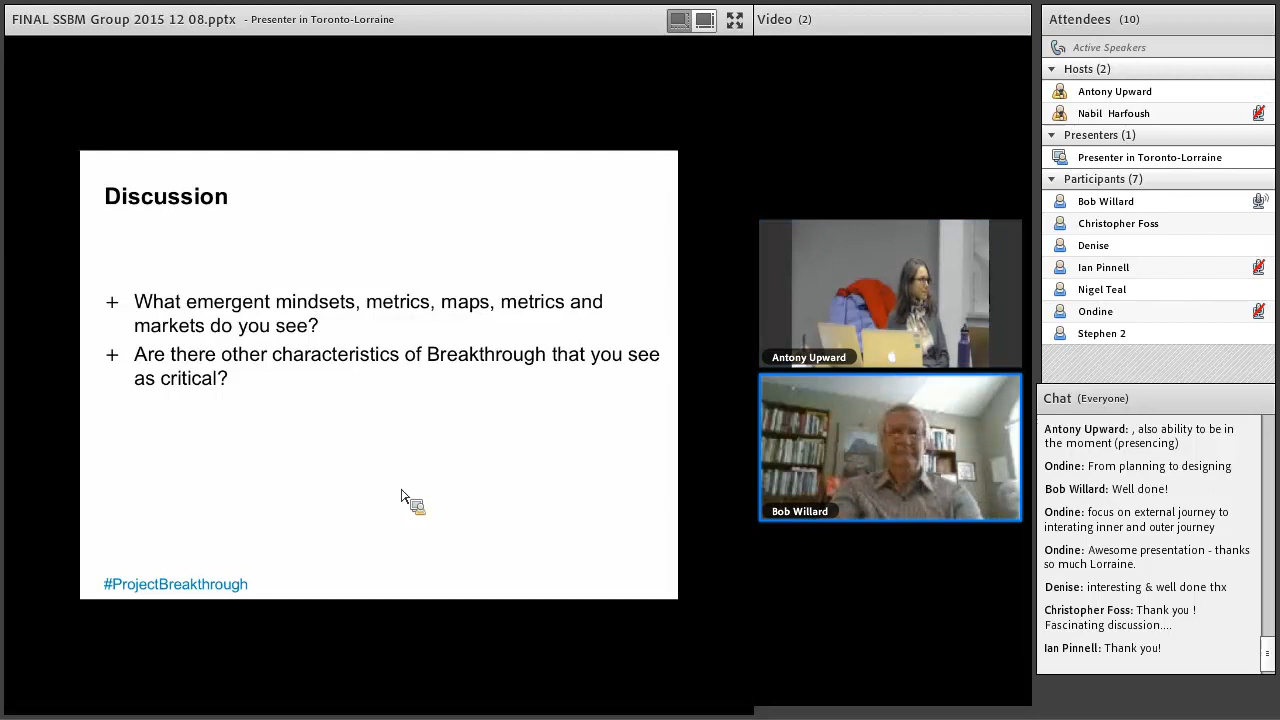 FINAL SSBM Group 2015 12 08.pptx - Presenter in Toronto-Lorraine
Discussion
+ What emergent mindsets, metrics, maps, metrics and
markets do you see?
+ Are there other characteristics of Breakthrough that you see
as critical?
#ProjectBreakthrough
Video (2)
Antony Upward
Bob Willard
Attendees (10)
Active Speakers
Hosts (2)
Antony Upward
Nabil Harfoush
Presenters (1)
Presenter in Toronto-Lorraine
Participants (7)
Bob Willard
Christopher Foss
Denise
Ian Pinnell
Nigel Teal
Ondine
Stephen 2
Chat (Everyone)
Antony Upward: , also ability to be in
the moment (presencing)
Ondine: From planning to designing
Bob Willard: Well done!
Ondine: focus on external journey to
interating inner and outer journey
Ondine: Awesome presentation - thanks
so much Lorraine.
Denise: interesting & well done thx
Christopher Foss: Thank you !
Fascinating discussion....
Ian Pinnell: Thank you!